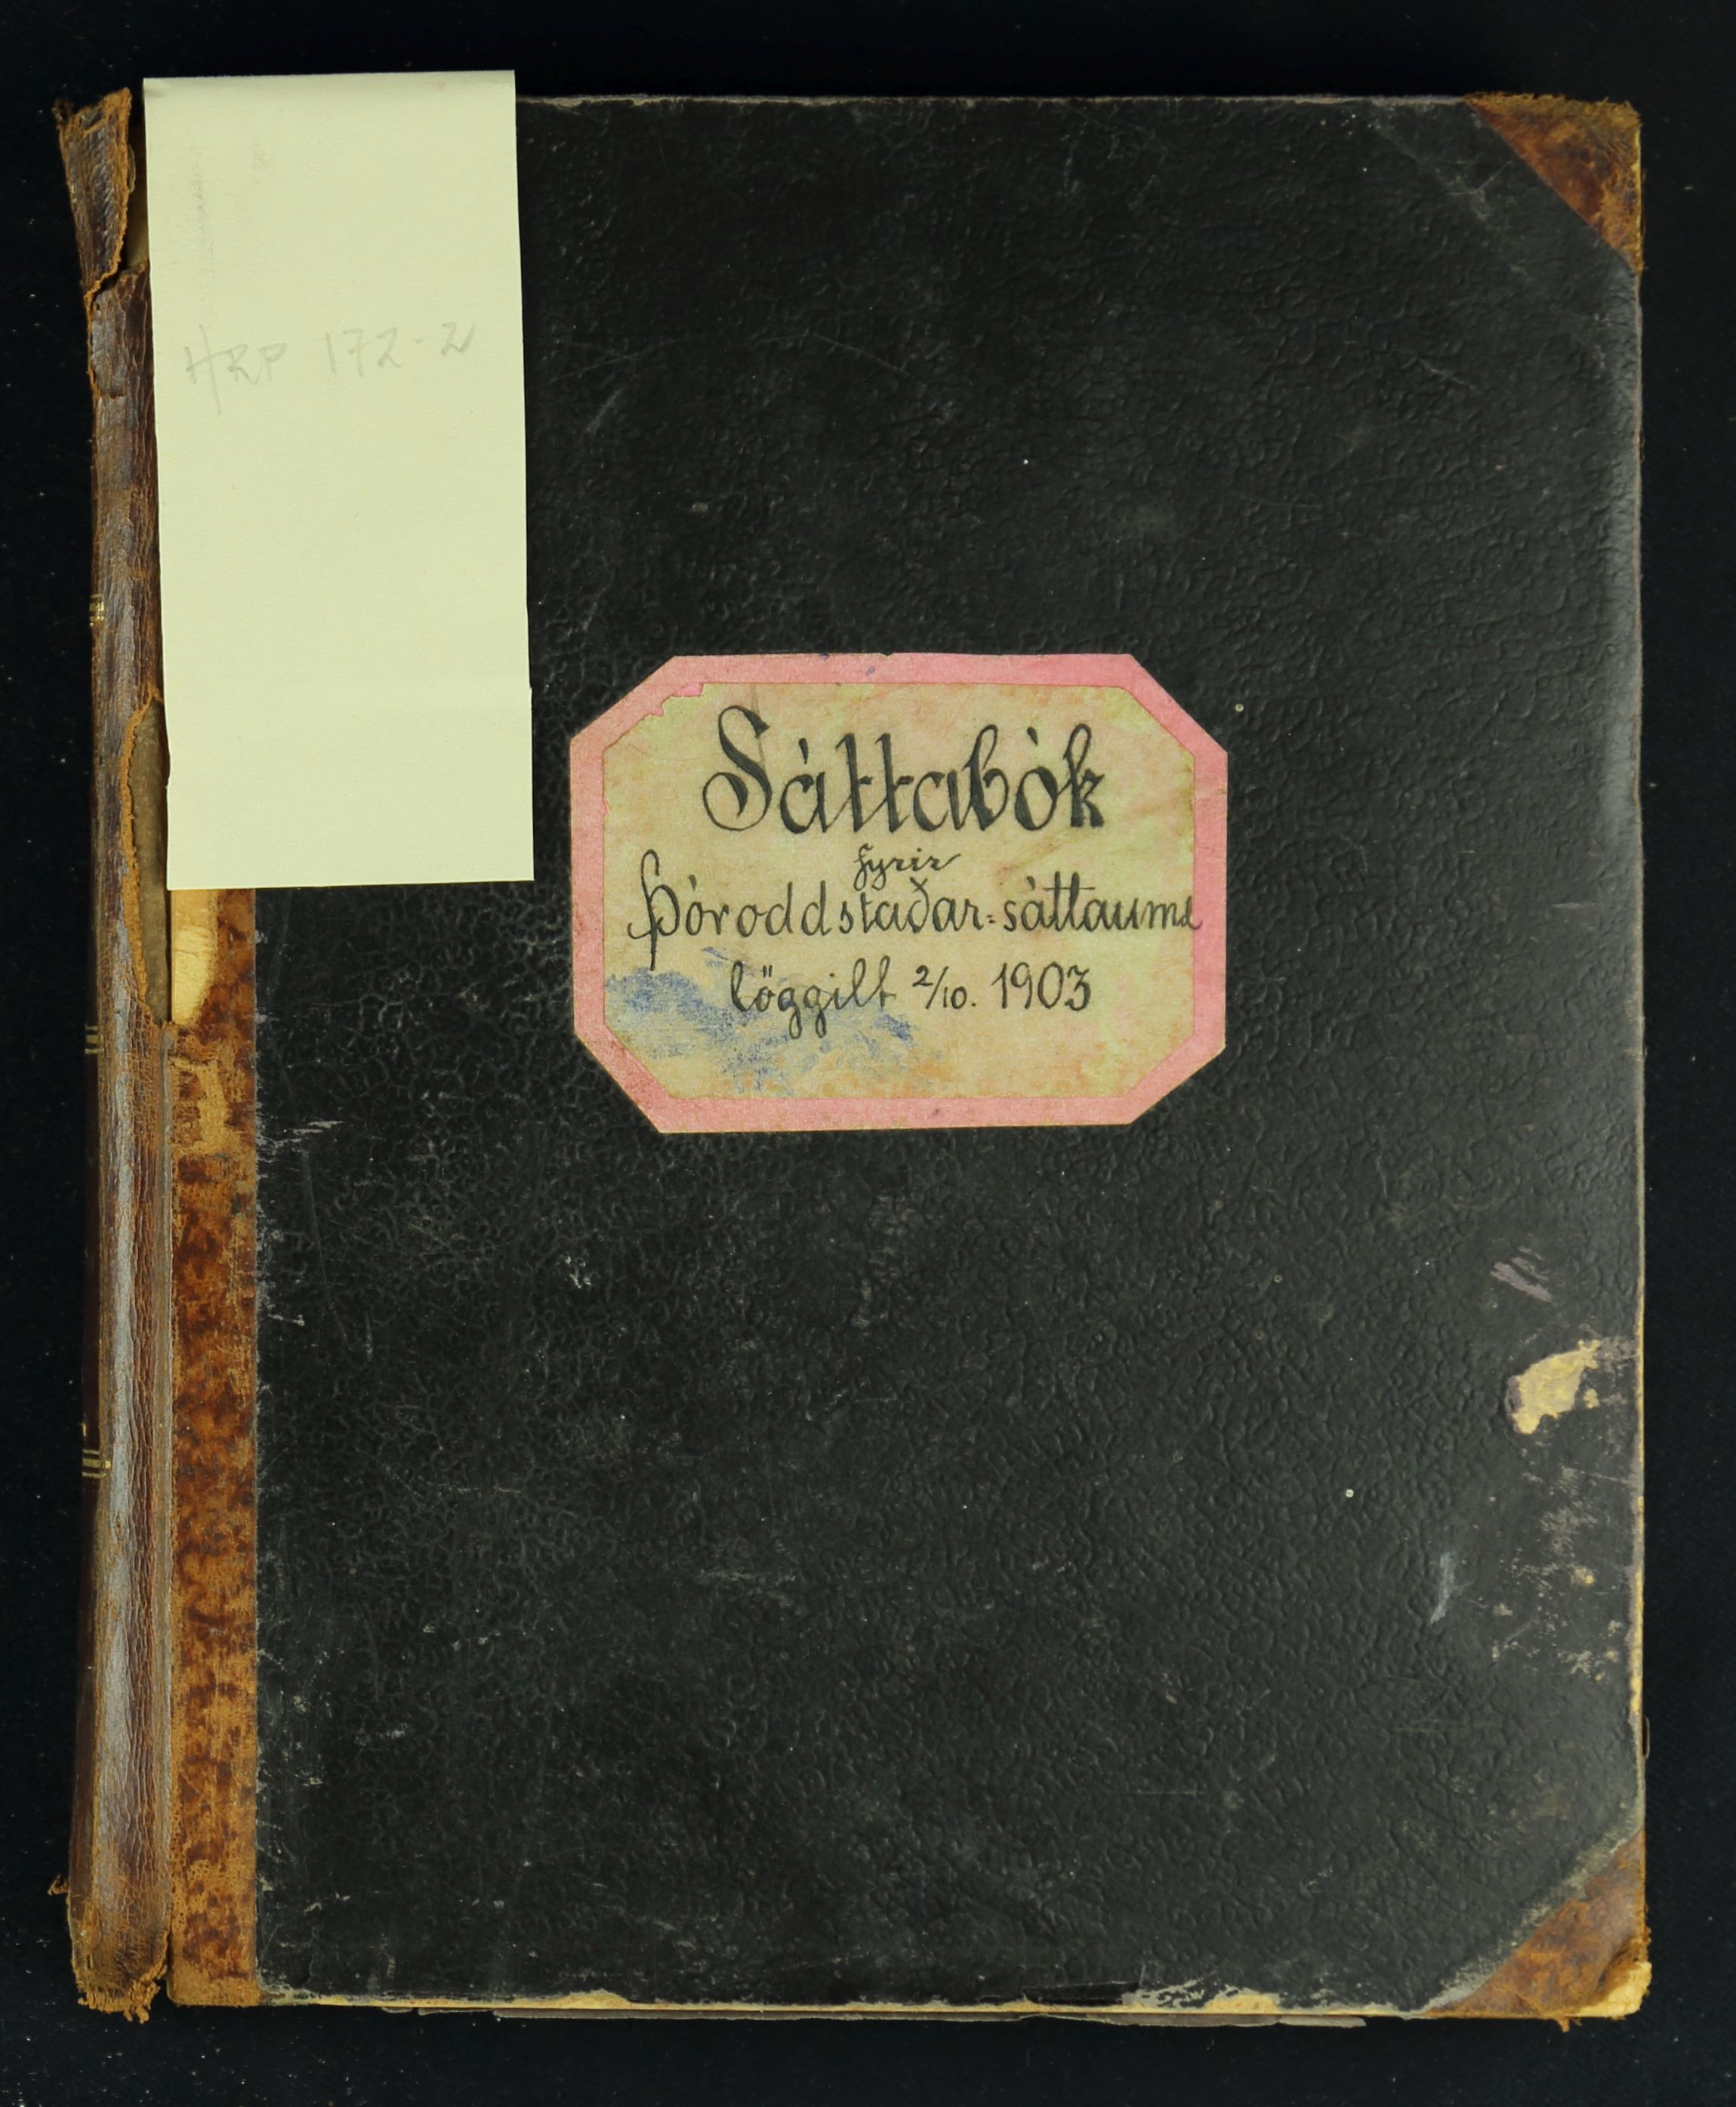 HRP 172-2
Sáttabók
fyrir
Þóroddstaðar=sáttaumd
löggilt 2/10. 1903